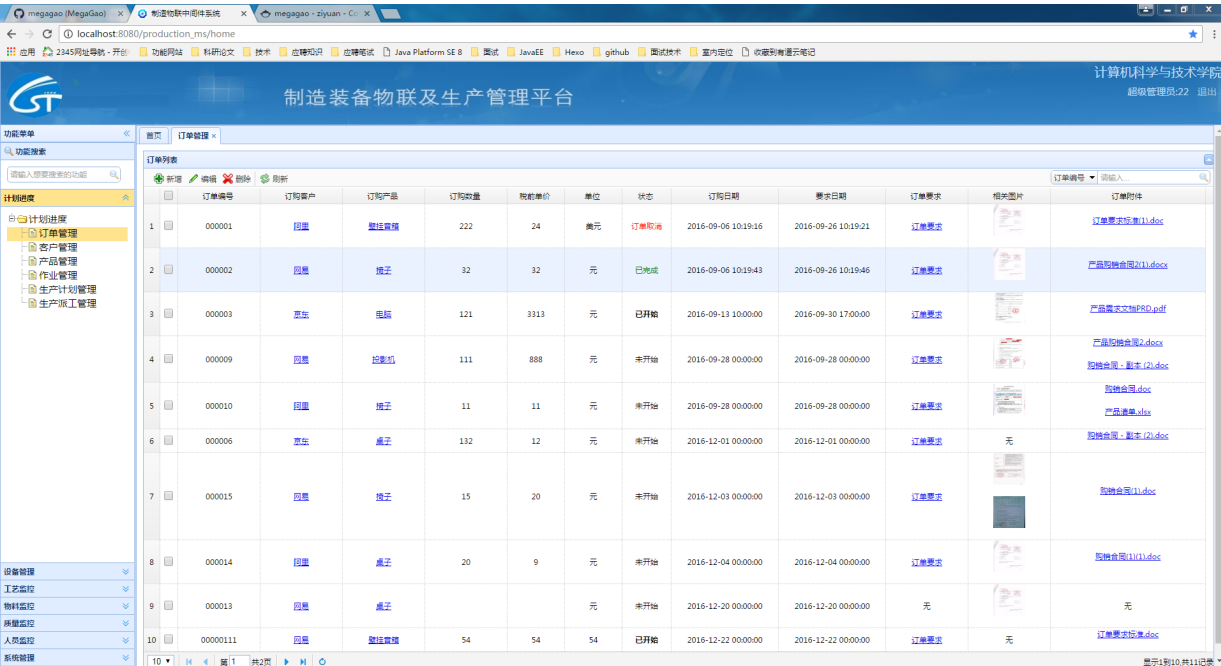 megagao (MegaGao) × 制造物联中间件系统 × megagao - ziyuan - Co ×
localhost:8080/production_ms/home
应用 2345网址导航 - 开创 功能网站 科研论文 技术 应聘知识 应聘笔试 Java Platform SE 8 面试 JavaEE Hexo github 面试技术 室内定位 收藏到有道云笔记
计算机科学与技术学院
制造装备物联及生产管理平台
超级管理员:22 退出
功能菜单 首页 订单管理 ×
功能搜索 订单列表
请输入想要搜索的功能 新增 编辑 删除 刷新 订单编号 请输入...
计划进度 订单编号 订购客户 订购产品 订购数量 税前单价 单位 状态 订购日期 要求日期 订单要求 相关图片 订单附件
计划进度
订单管理
客户管理
产品管理
作业管理
生产计划管理
生产派工管理
1 000001 阿里 壁挂音箱 222 24 美元 订单取消 2016-09-06 10:19:16 2016-09-26 10:19:21 订单要求 订单要求标准(1).doc
2 000002 网易 椅子 32 32 元 已完成 2016-09-06 10:19:43 2016-09-26 10:19:46 订单要求 产品购销合同2(1).docx
3 000003 京东 电脑 121 3313 元 已开始 2016-09-13 10:00:00 2016-09-30 17:00:00 订单要求 产品需求文档PRD.pdf
4 000009 网易 投影机 111 888 元 未开始 2016-09-28 00:00:00 2016-09-28 00:00:00 订单要求 产品购销合同2.docx
购销合同 - 副本 (2).doc
5 000010 阿里 椅子 11 11 元 未开始 2016-09-28 00:00:00 2016-09-28 00:00:00 订单要求 购销合同.doc
产品清单.xlsx
6 000006 京东 桌子 132 12 元 未开始 2016-12-01 00:00:00 2016-12-01 00:00:00 订单要求 无 购销合同 - 副本 (2).doc
7 000015 网易 椅子 15 20 元 未开始 2016-12-03 00:00:00 2016-12-03 00:00:00 订单要求 购销合同(1).doc
8 000014 阿里 桌子 20 9 元 未开始 2016-12-04 00:00:00 2016-12-04 00:00:00 订单要求 购销合同(1)(1).doc
9 000013 网易 桌子 元 未开始 2016-12-20 00:00:00 2016-12-20 00:00:00 无 无
10 00000111 网易 壁挂音箱 54 54 54 已开始 2016-12-22 00:00:00 2016-12-22 00:00:00 订单要求 无 订单要求标准.doc
设备管理
工艺监控
物料监控
质量监控
人员监控
系统管理
10 第 1 共2页 显示1到10,共11记录